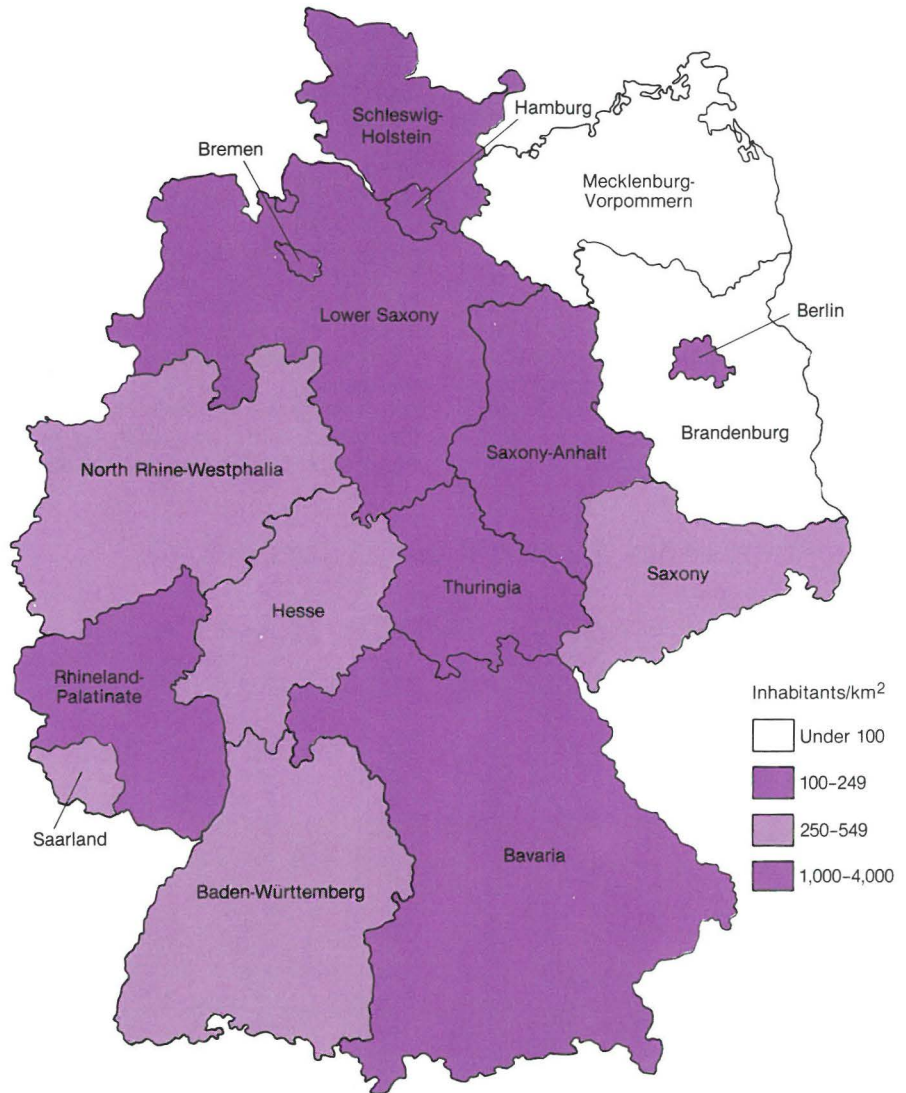 Schleswig-
Holstein
Hamburg
Bremen
Mecklenburg-
Vorpommern
Lower Saxony
Berlin
Brandenburg
Saxony-Anhalt
North Rhine-Westphalia
Saxony
Thuringia
Hesse
Rhineland-
Palatinate
Saarland
Baden-Württemberg
Bavaria
Inhabitants/km²
Under 100
100–249
250–549
1,000–4,000